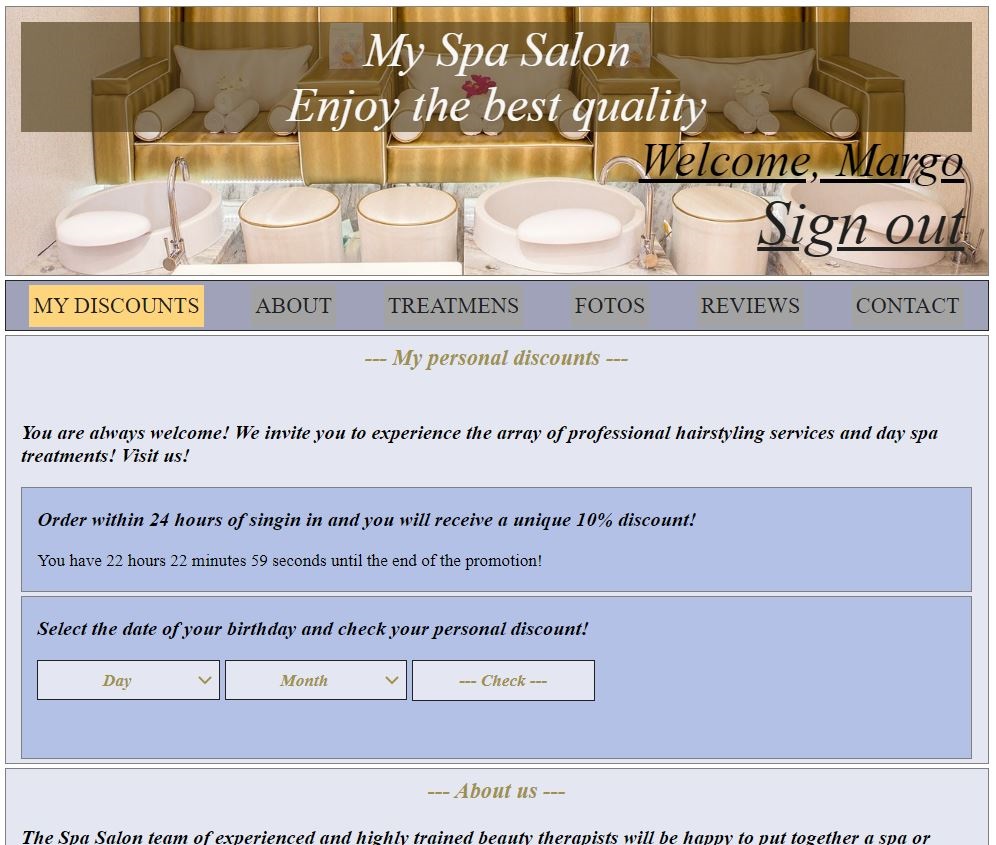 My Spa Salon
Enjoy the best quality
Welcome, Margo
Sign out
MY DISCOUNTS ABOUT TREATMENS FOTOS REVIEWS CONTACT
--- My personal discounts ---
You are always welcome! We invite you to experience the array of professional hairstyling services and day spa
treatments! Visit us!
Order within 24 hours of singin in and you will receive a unique 10% discount!
You have 22 hours 22 minutes 59 seconds until the end of the promotion!
Select the date of your birthday and check your personal discount!
Day Month --- Check ---
--- About us ---
The Spa Salon team of experienced and highly trained beauty therapists will be happy to put together a spa or